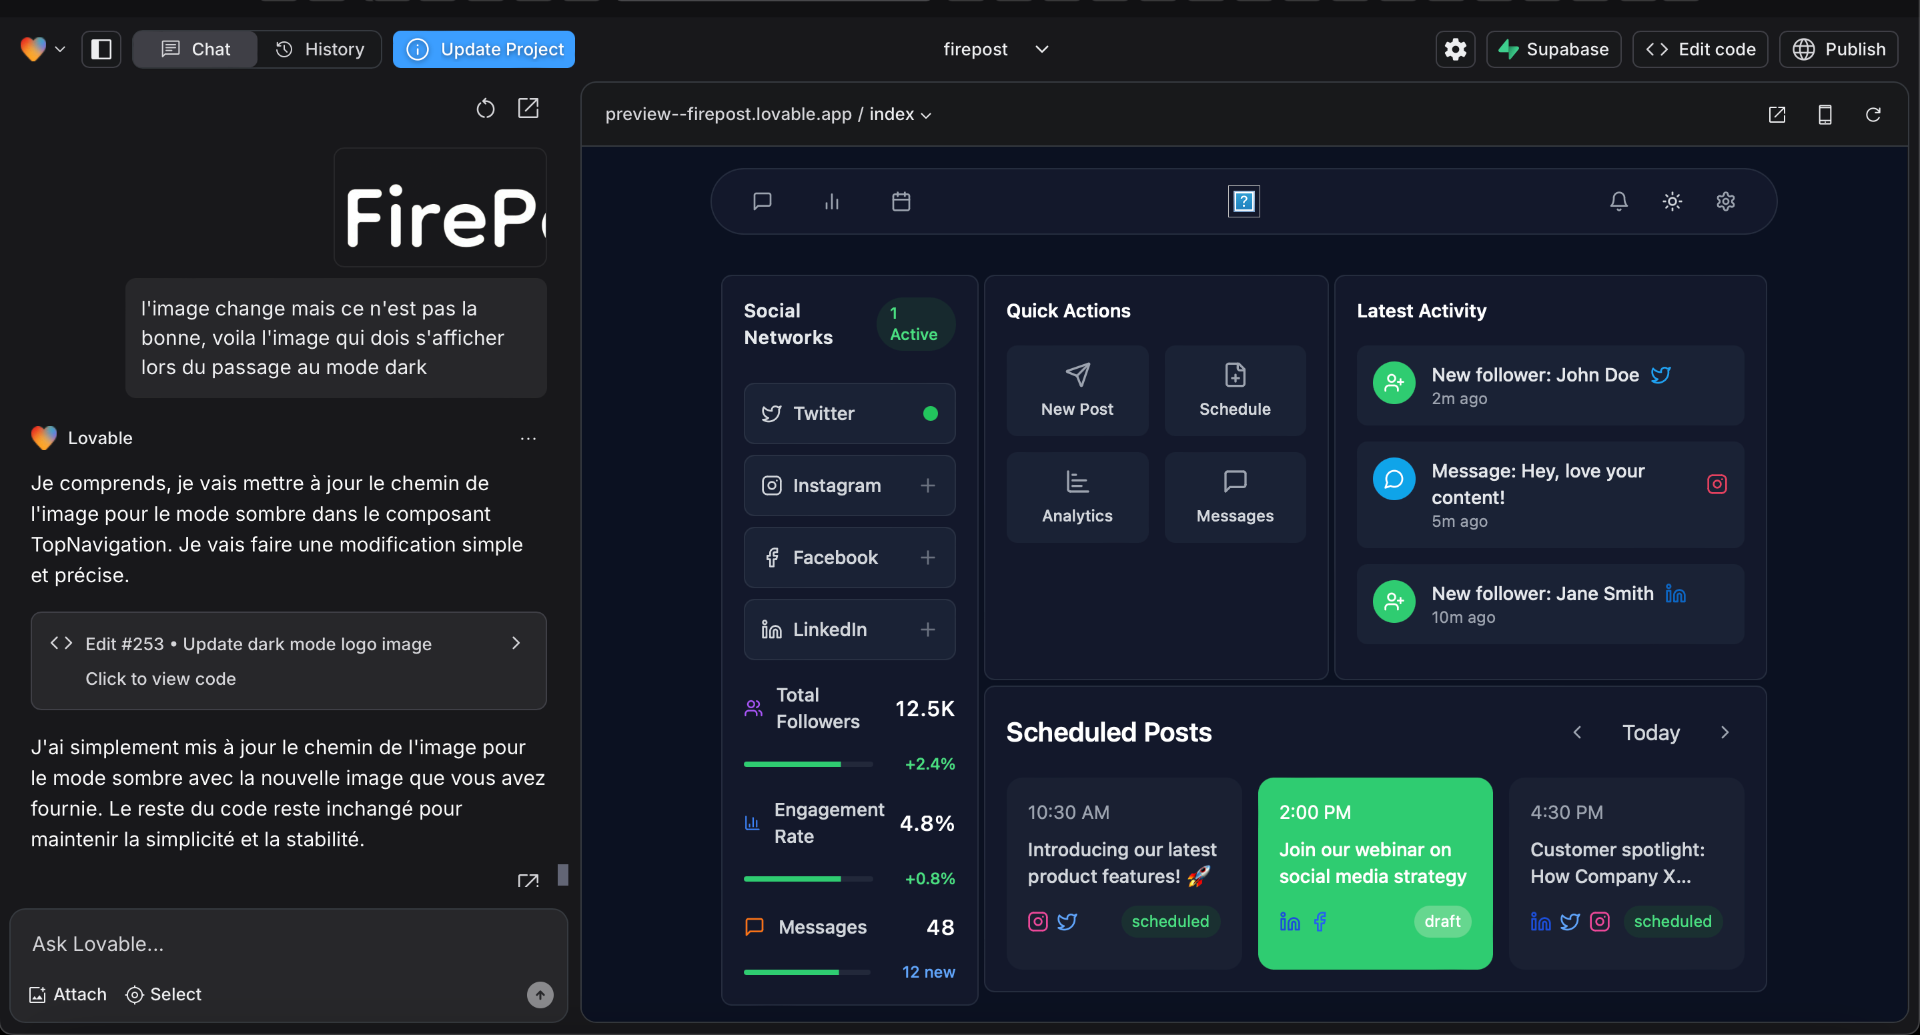 Chat
History
Update Project
firepost
Supabase
Edit code
Publish
preview--firepost.lovable.app / index
FireP
l'image change mais ce n'est pas la
bonne, voila l'image qui dois s'afficher
lors du passage au mode dark
Lovable
Je comprends, je vais mettre à jour le chemin de
l'image pour le mode sombre dans le composant
TopNavigation. Je vais faire une modification simple
et précise.
Edit #253 • Update dark mode logo image
Click to view code
J'ai simplement mis à jour le chemin de l'image pour
le mode sombre avec la nouvelle image que vous avez
fournie. Le reste du code reste inchangé pour
maintenir la simplicité et la stabilité.
Ask Lovable...
Attach
Select
?
Social
Networks
1
Active
Twitter
Instagram
Facebook
LinkedIn
Total
Followers
12.5K
+2.4%
Engagement
Rate
4.8%
+0.8%
Messages
48
12 new
Quick Actions
New Post
Schedule
Analytics
Messages
Latest Activity
New follower: John Doe
2m ago
Message: Hey, love your
content!
5m ago
New follower: Jane Smith
10m ago
Scheduled Posts
Today
10:30 AM
Introducing our latest
product features! 🚀
scheduled
2:00 PM
Join our webinar on
social media strategy
draft
4:30 PM
Customer spotlight:
How Company X...
scheduled